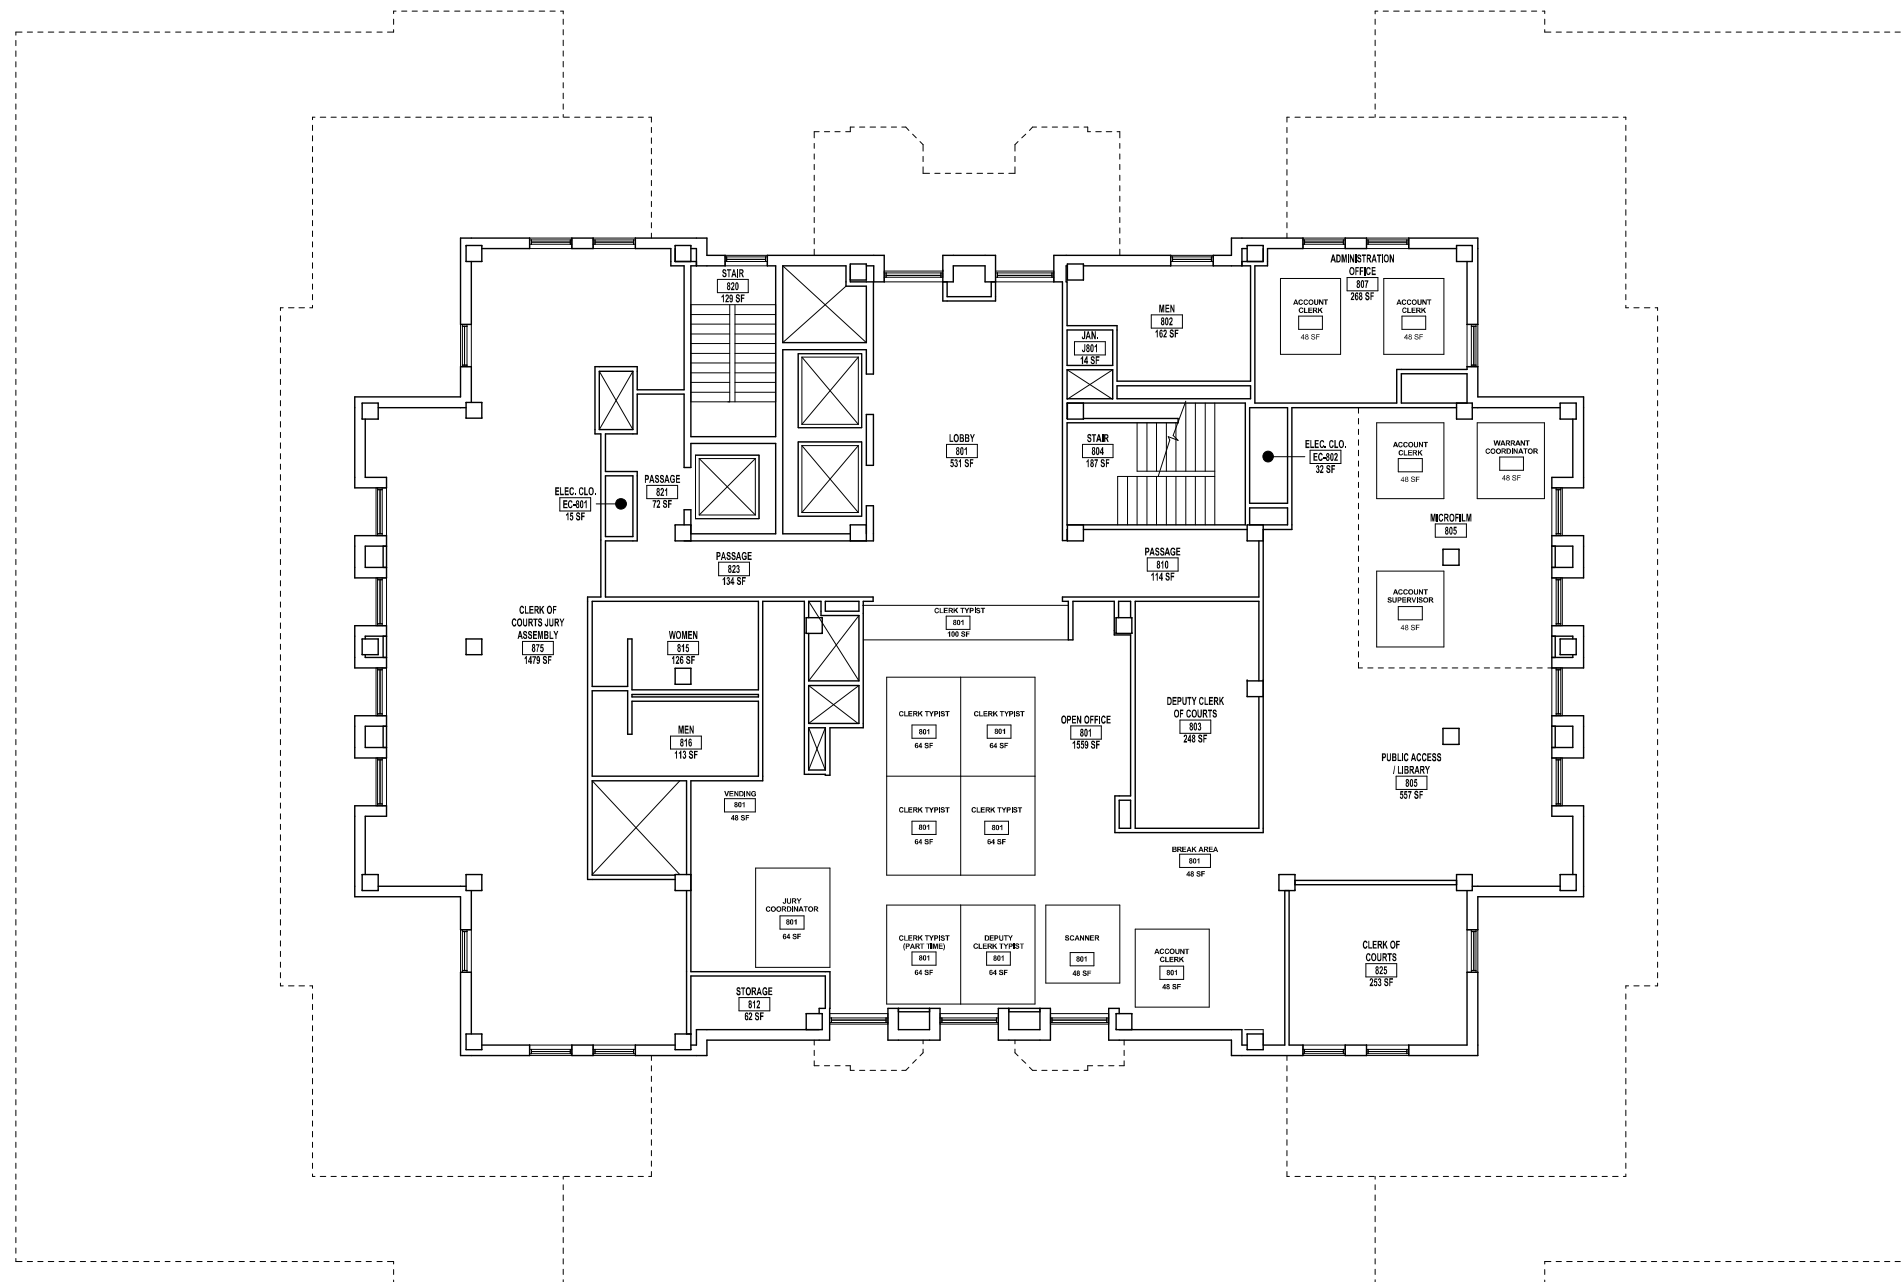 STAIR
820
129 SF
ADMINISTRATION
OFFICE
807
268 SF
ACCOUNT
CLERK
48 SF
ACCOUNT
CLERK
48 SF
MEN
802
162 SF
JAN.
J801
14 SF
LOBBY
801
531 SF
STAIR
804
187 SF
ELEC. CLO.
EC-802
32 SF
ACCOUNT
CLERK
48 SF
WARRANT
COORDINATOR
48 SF
PASSAGE
821
72 SF
ELEC. CLO.
EC-801
15 SF
MICROFILM
805
PASSAGE
823
134 SF
PASSAGE
810
114 SF
ACCOUNT
SUPERVISOR
48 SF
CLERK OF
COURTS JURY
ASSEMBLY
875
1479 SF
CLERK TYPIST
801
100 SF
WOMEN
815
126 SF
MEN
816
113 SF
CLERK TYPIST
801
64 SF
CLERK TYPIST
801
64 SF
OPEN OFFICE
801
1559 SF
DEPUTY CLERK
OF COURTS
803
248 SF
PUBLIC ACCESS
/ LIBRARY
805
557 SF
VENDING
801
48 SF
CLERK TYPIST
801
64 SF
CLERK TYPIST
801
64 SF
BREAK AREA
801
48 SF
JURY
COORDINATOR
801
64 SF
CLERK TYPIST
(PART TIME)
801
64 SF
DEPUTY
CLERK TYPIST
801
64 SF
SCANNER
801
48 SF
ACCOUNT
CLERK
801
48 SF
CLERK OF
COURTS
825
253 SF
STORAGE
812
62 SF